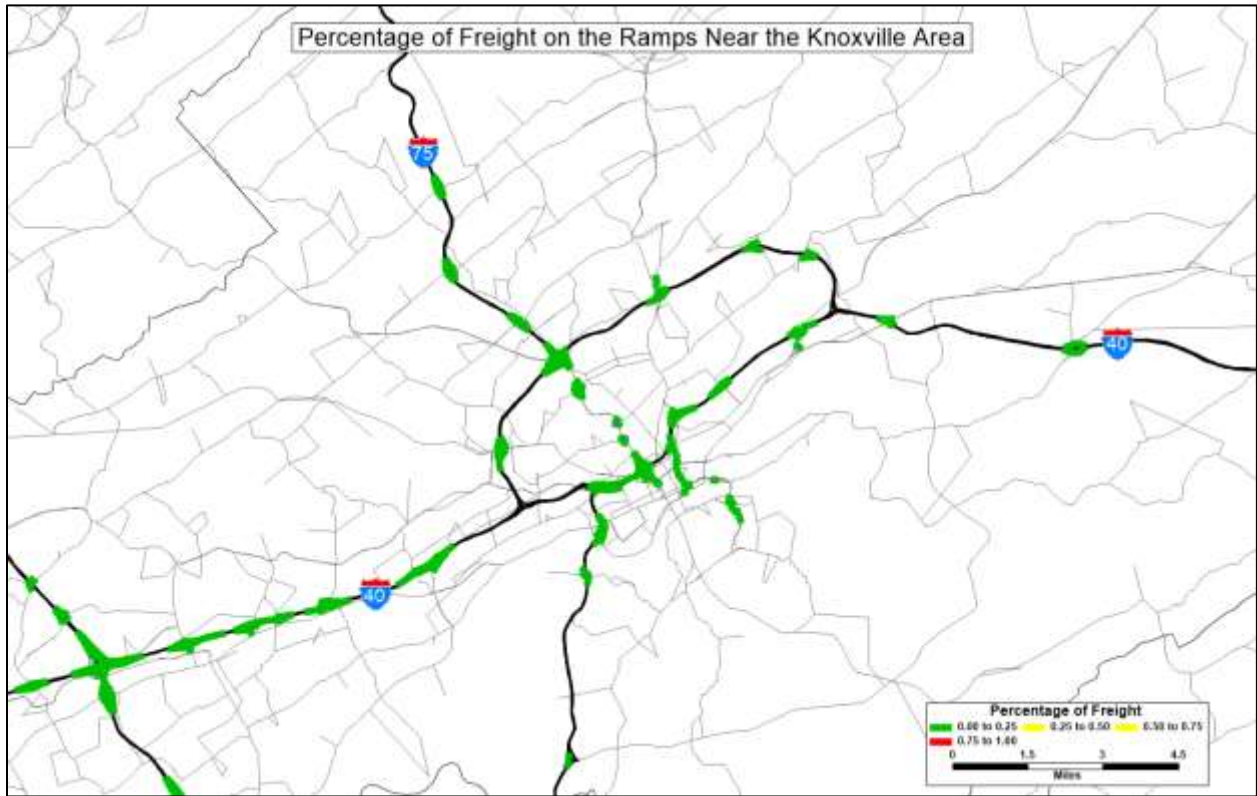 Percentage of Freight on the Ramps Near the Knoxville Area
75
40
40
Percentage of Freight
0.00 to 0.25 0.25 to 0.50 0.50 to 0.75
0.75 to 1.00
0 1.5 3 4.5
Miles